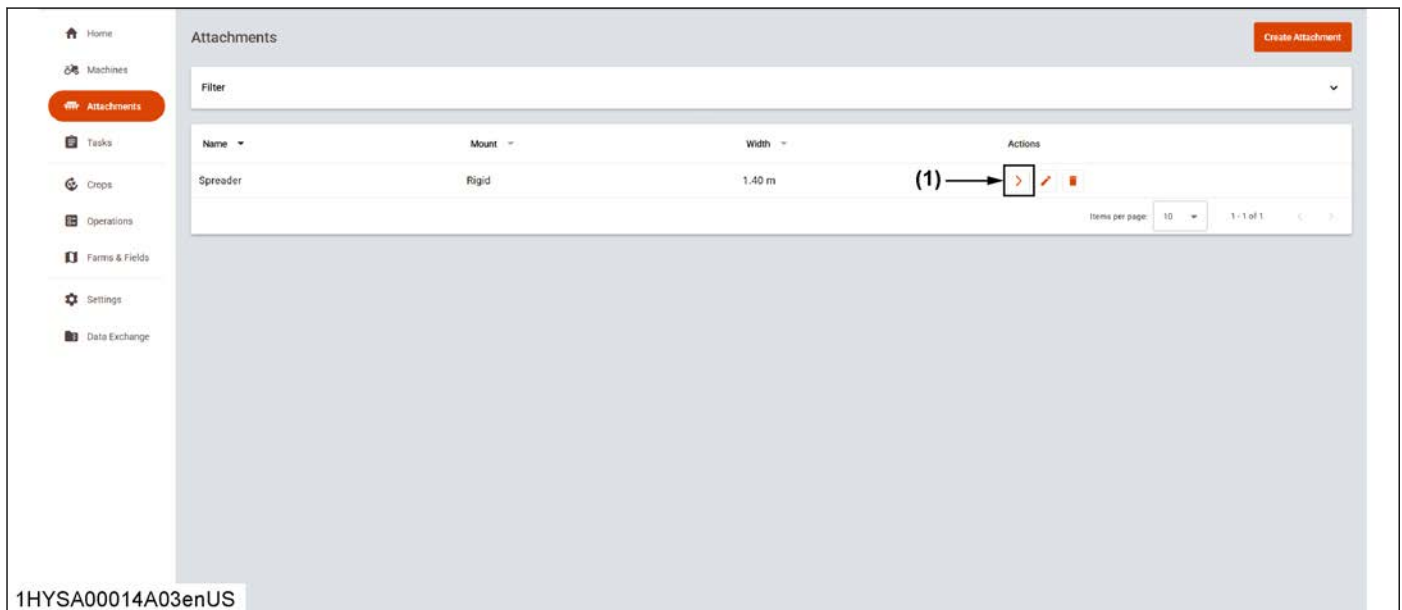 Home
Machines
Attachments
Tasks
Crops
Operations
Farms & Fields
Settings
Data Exchange
Attachments
Create Attachment
Filter
Name Mount Width Actions
Spreader Rigid 1.40 m (1)
Items per page: 10 1 - 1 of 1
1HYSA00014A03enUS